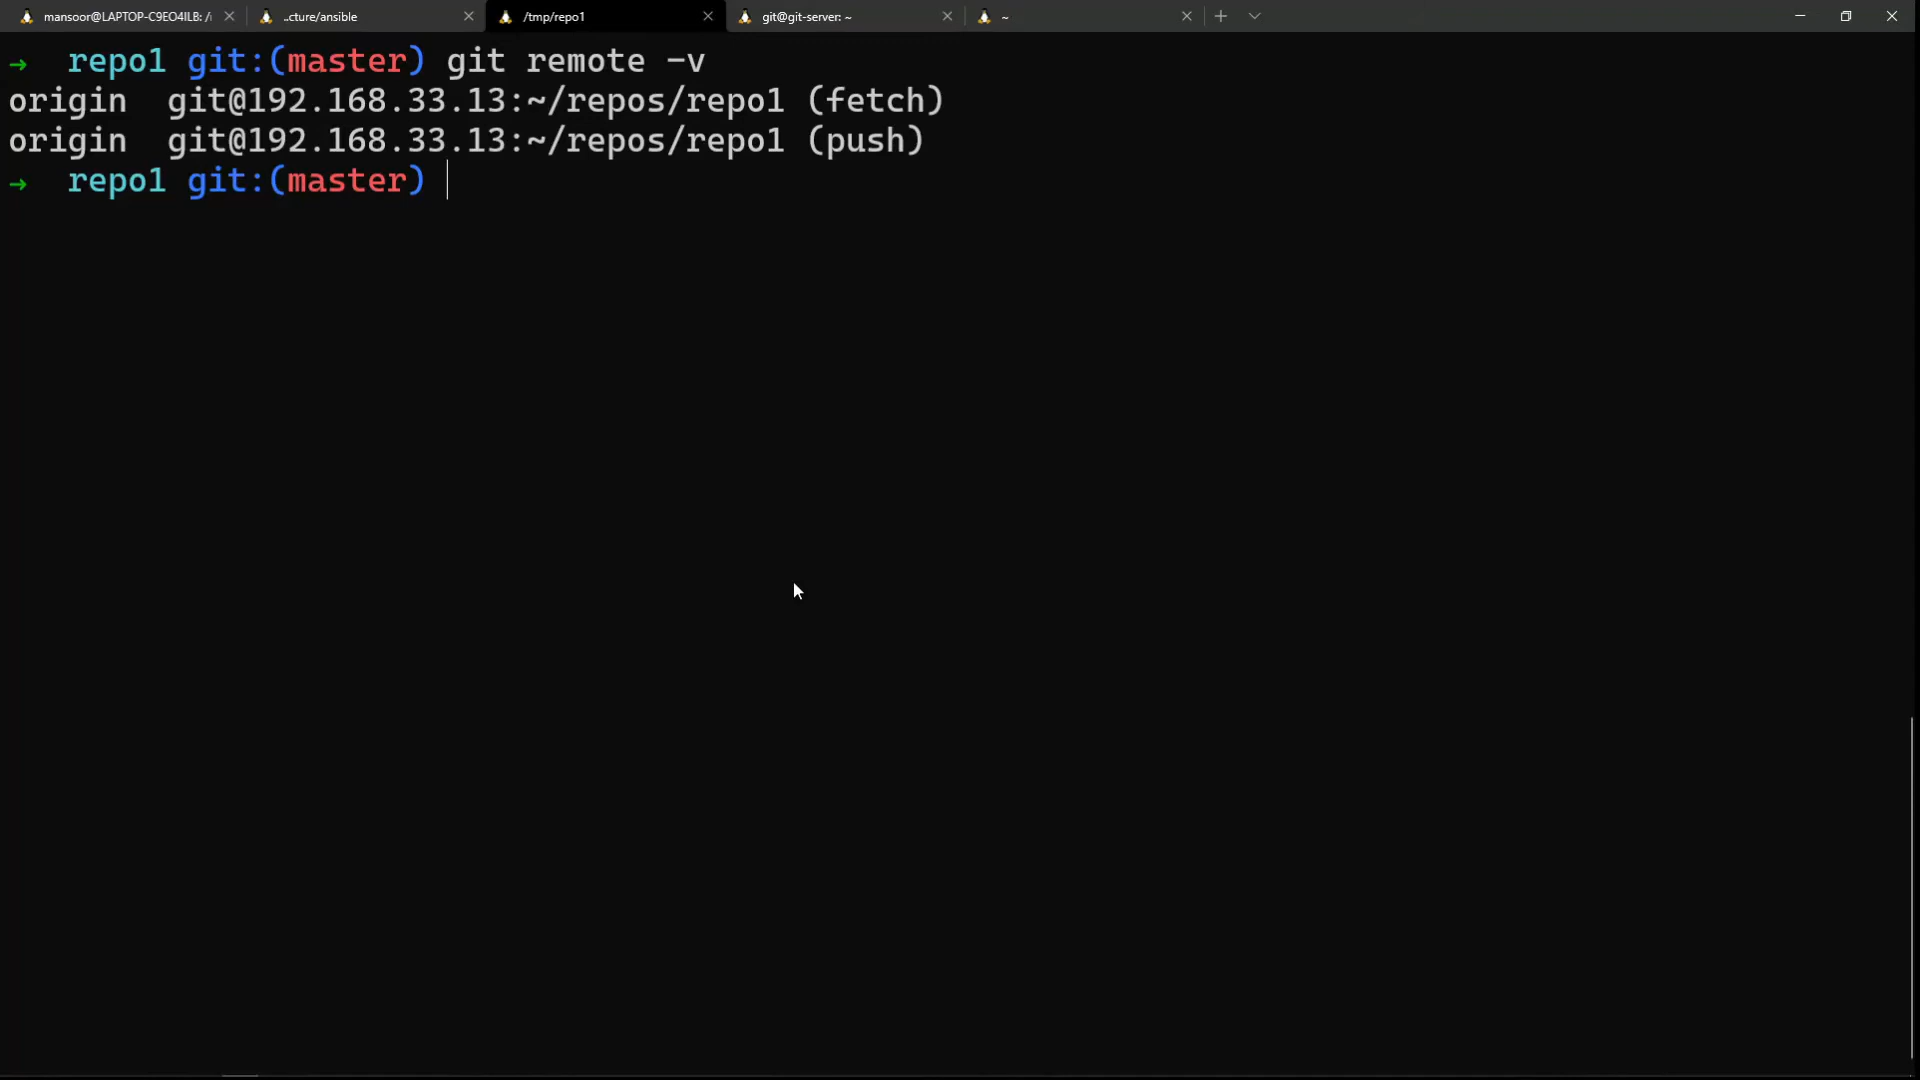 mansoor@LAPTOP-C9EO4ILB: /
..cture/ansible
/tmp/repo1
git@git-server: ~
~
→ repo1 git:(master) git remote -v
origin  git@192.168.33.13:~/repos/repo1 (fetch)
origin  git@192.168.33.13:~/repos/repo1 (push)
→ repo1 git:(master)